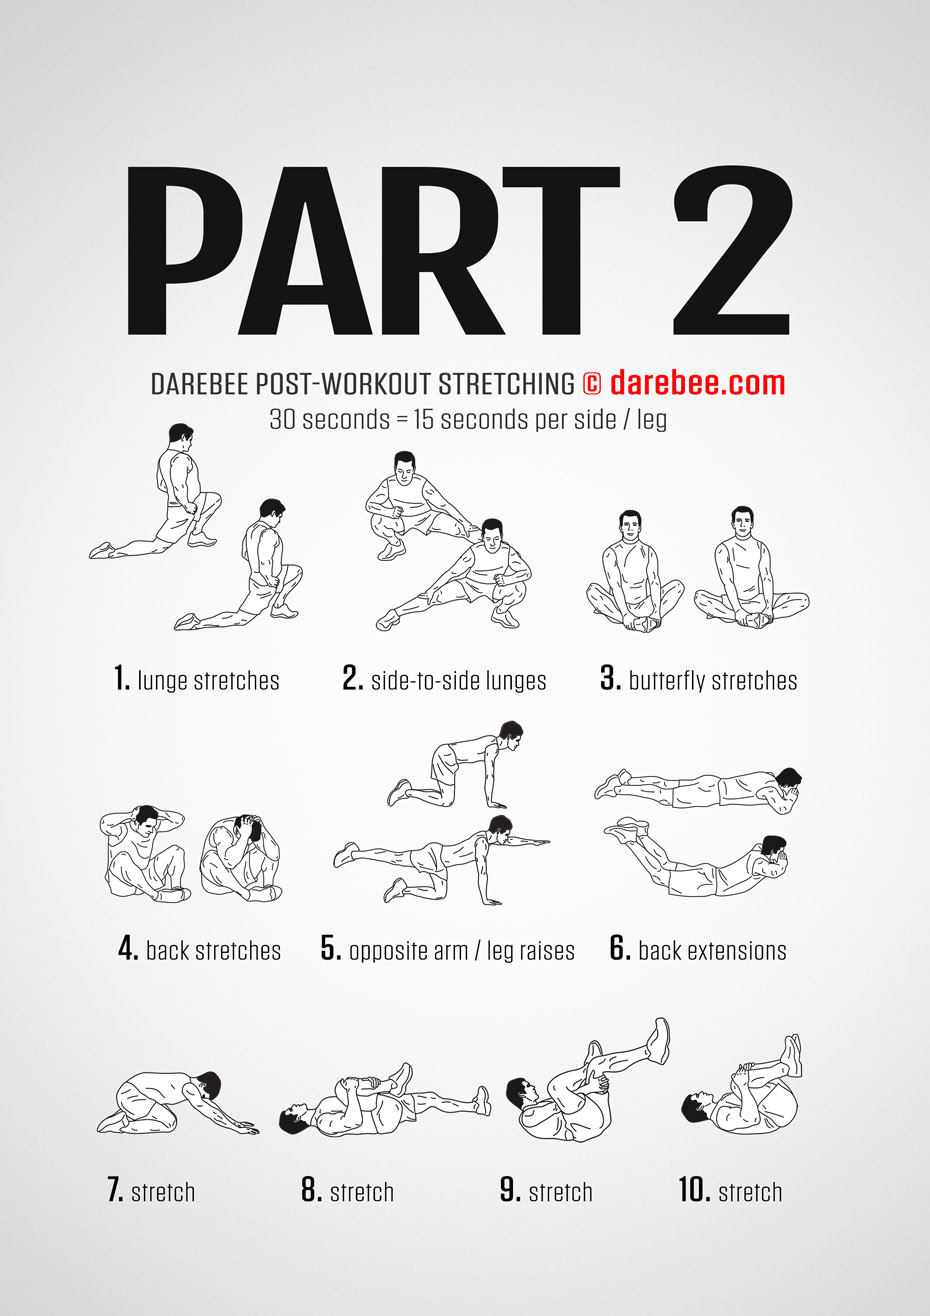 PART 2
DAREBEE POST-WORKOUT STRETCHING © darebee.com
30 seconds = 15 seconds per side / leg
1. lunge stretches
2. side-to-side lunges
3. butterfly stretches
4. back stretches
5. opposite arm / leg raises
6. back extensions
7. stretch
8. stretch
9. stretch
10. stretch